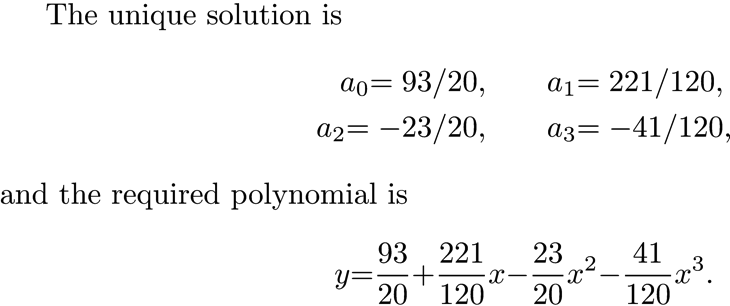 The unique solution is
a₀= 93/20, a₁= 221/120,
a₂= −23/20, a₃= −41/120,
and the required polynomial is
y=93/20+221/120x−23/20x²−41/120x³.